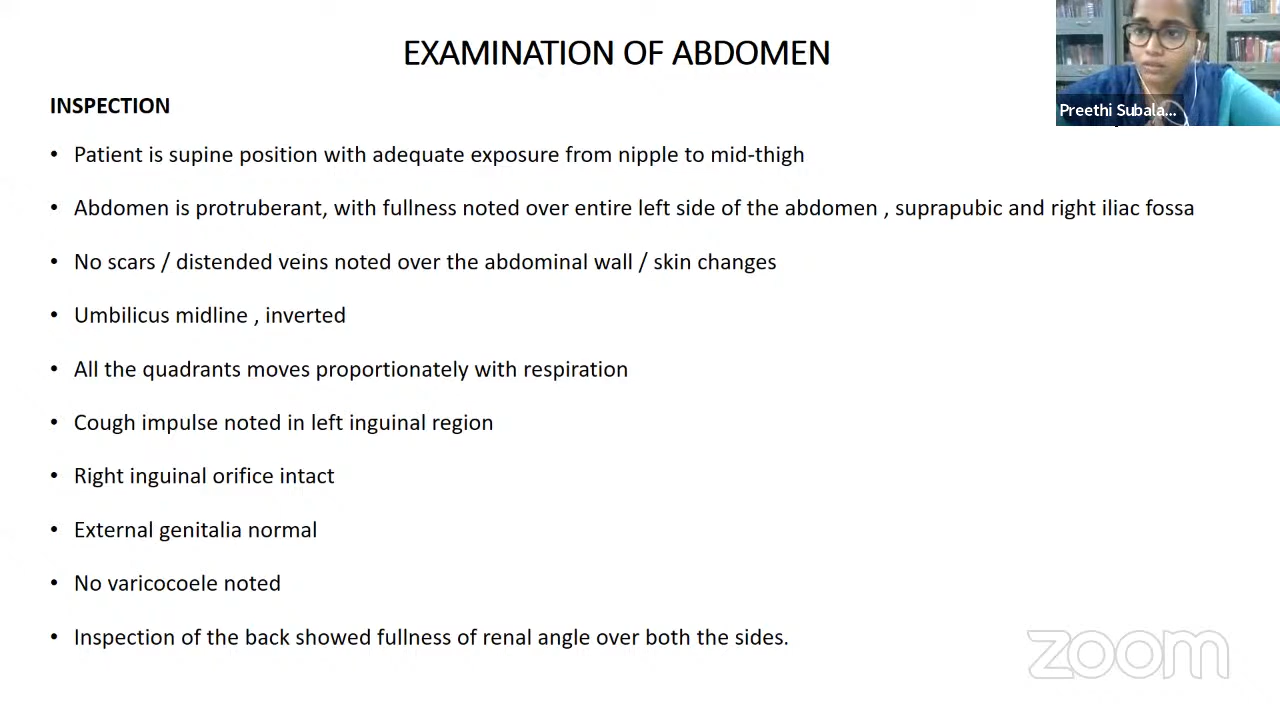 EXAMINATION OF ABDOMEN
Preethi Subala...
INSPECTION
• Patient is supine position with adequate exposure from nipple to mid-thigh
• Abdomen is protruberant, with fullness noted over entire left side of the abdomen , suprapubic and right iliac fossa
• No scars / distended veins noted over the abdominal wall / skin changes
• Umbilicus midline , inverted
• All the quadrants moves proportionately with respiration
• Cough impulse noted in left inguinal region
• Right inguinal orifice intact
• External genitalia normal
• No varicocoele noted
• Inspection of the back showed fullness of renal angle over both the sides.
zoom